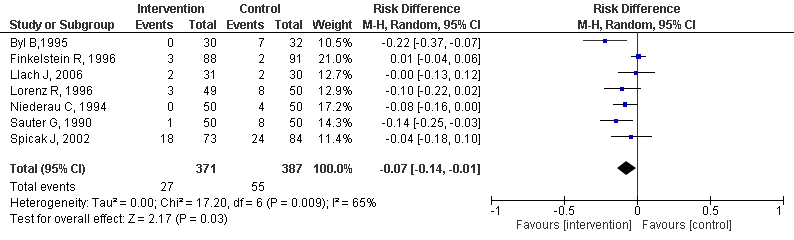 Intervention Control Risk Difference Risk Difference
Study or Subgroup Events Total Events Total Weight M-H, Random, 95% CI M-H, Random, 95% CI
Byl B,1995 0 30 7 32 10.5% -0.22 [-0.37, -0.07]
Finkelstein R, 1996 3 88 2 91 21.0% 0.01 [-0.04, 0.06]
Llach J, 2006 2 31 2 30 11.5% -0.00 [-0.13, 0.12]
Lorenz R, 1996 3 49 8 50 11.9% -0.10 [-0.22, 0.02]
Niederau C, 1994 0 50 4 50 17.2% -0.08 [-0.16, 0.00]
Sauter G, 1990 1 50 8 50 14.3% -0.14 [-0.25, -0.03]
Spicak J, 2002 18 73 24 84 11.4% -0.04 [-0.18, 0.10]
Total (95% CI) 371 387 100.0% -0.07 [-0.14, -0.01]
Total events 27 55
Heterogeneity: Tau² = 0.00; Chi² = 17.20, df = 6 (P = 0.009); I² = 65%
Test for overall effect: Z = 2.17 (P = 0.03)
-1 -0.5 0 0.5 1
Favours [intervention] Favours [control]